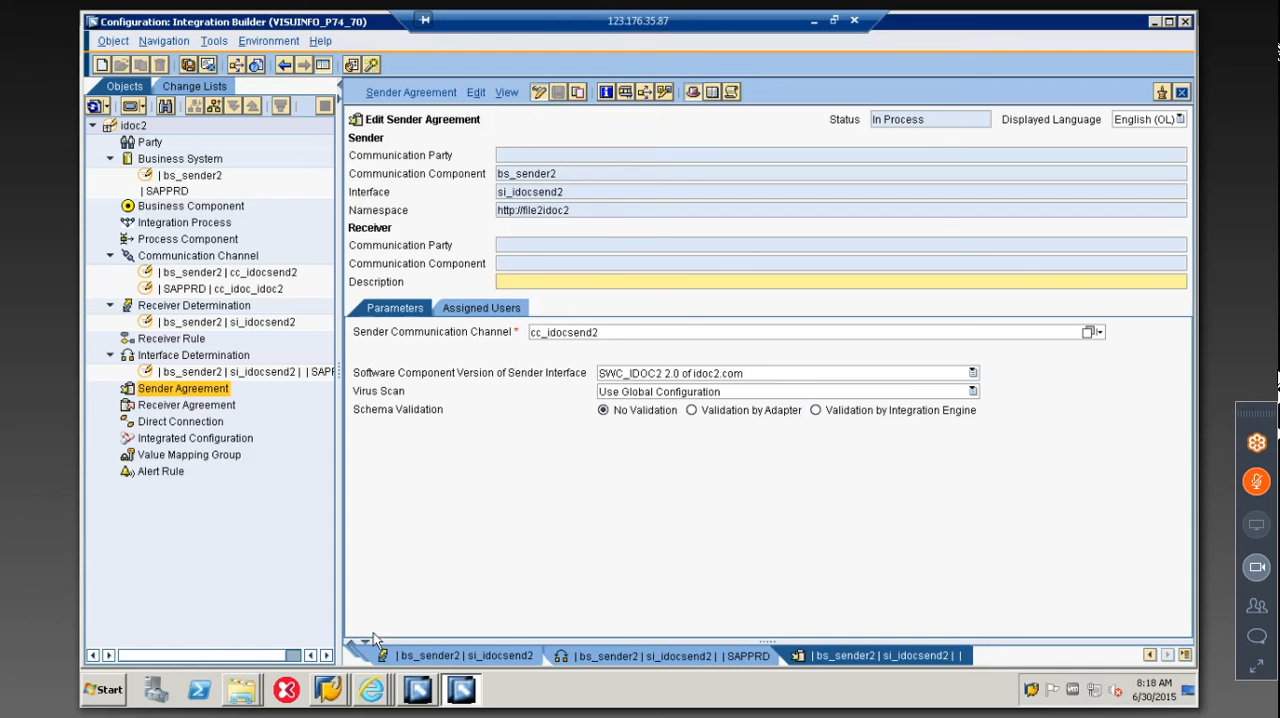 Configuration: Integration Builder (VISUINFO_P74_70)
123.176.35.87
Object Navigation Tools Environment Help
Objects Change Lists
Sender Agreement Edit View
idoc2
Party
Business System
| bs_sender2
| SAPPRD
Business Component
Integration Process
Process Component
Communication Channel
| bs_sender2 | cc_idocsend2
| SAPPRD | cc_idoc_idoc2
Receiver Determination
| bs_sender2 | si_idocsend2
Receiver Rule
Interface Determination
| bs_sender2 | si_idocsend2 | | SAPF
Sender Agreement
Receiver Agreement
Direct Connection
Integrated Configuration
Value Mapping Group
Alert Rule
Edit Sender Agreement
Status In Process Displayed Language English (OL)
Sender
Communication Party
Communication Component bs_sender2
Interface si_idocsend2
Namespace http://file2idoc2
Receiver
Communication Party
Communication Component
Description
Parameters Assigned Users
Sender Communication Channel * cc_idocsend2
Software Component Version of Sender Interface SWC_IDOC2 2.0 of idoc2.com
Virus Scan Use Global Configuration
Schema Validation No Validation Validation by Adapter Validation by Integration Engine
| bs_sender2 | si_idocsend2
| bs_sender2 | si_idocsend2 | | SAPPRD
| bs_sender2 | si_idocsend2 | |
Start
8:18 AM
6/30/2015